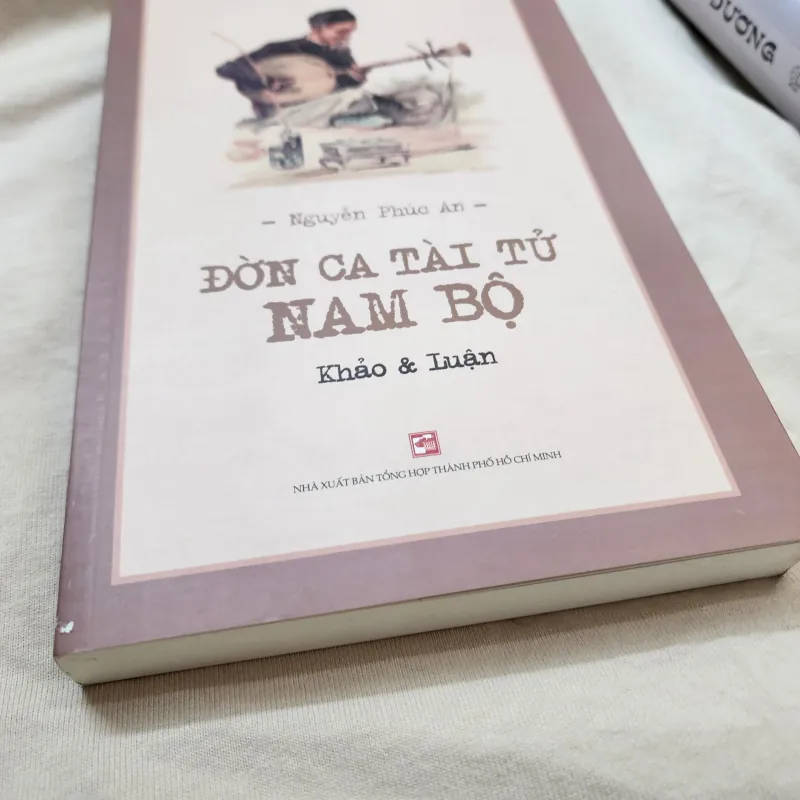 – Nguyễn Phúc An –
ĐỜN CA TÀI TỬ
NAM BỘ
Khảo & Luận
NHÀ XUẤT BẢN TỔNG HỢP THÀNH PHỐ HỒ CHÍ MINH
DƯƠNG